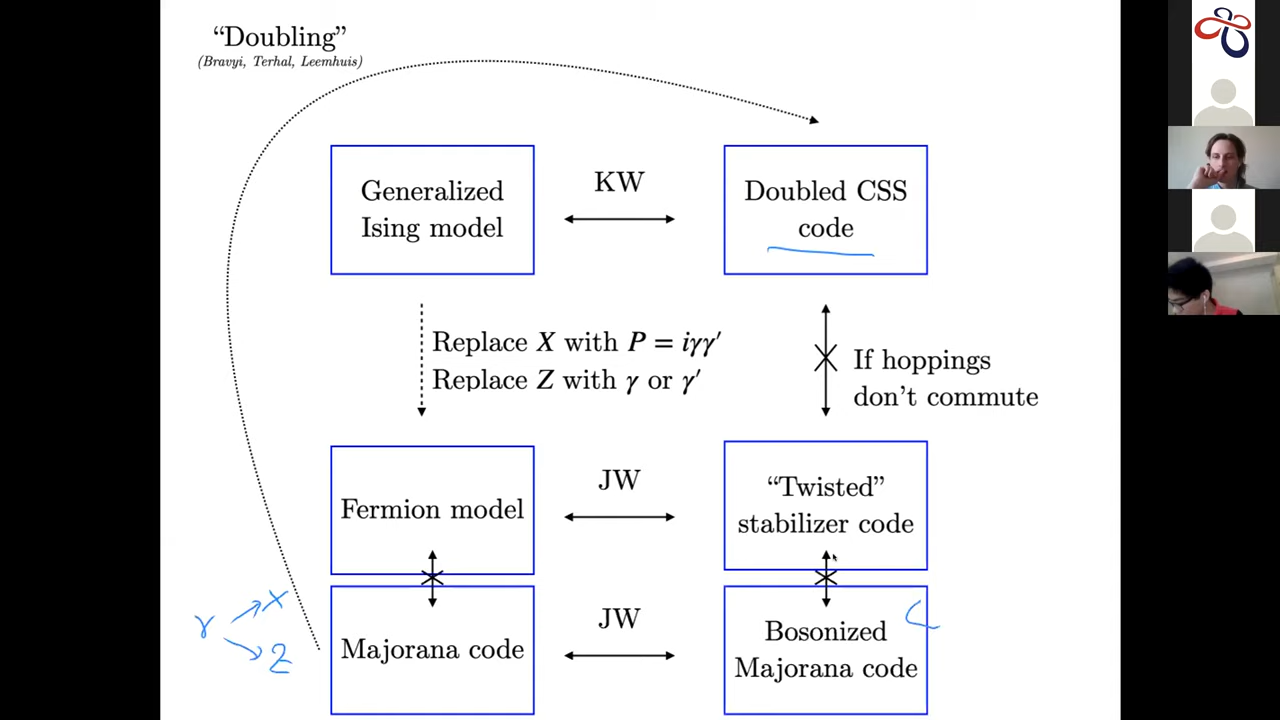 “Doubling”
(Bravyi, Terhal, Leemhuis)
Generalized
Ising model
KW
Doubled CSS
code
Replace X with P = iγγ′
Replace Z with γ or γ′
If hoppings
don’t commute
Fermion model
JW
“Twisted”
stabilizer code
γ
X
Z
Majorana code
JW
Bosonized
Majorana code